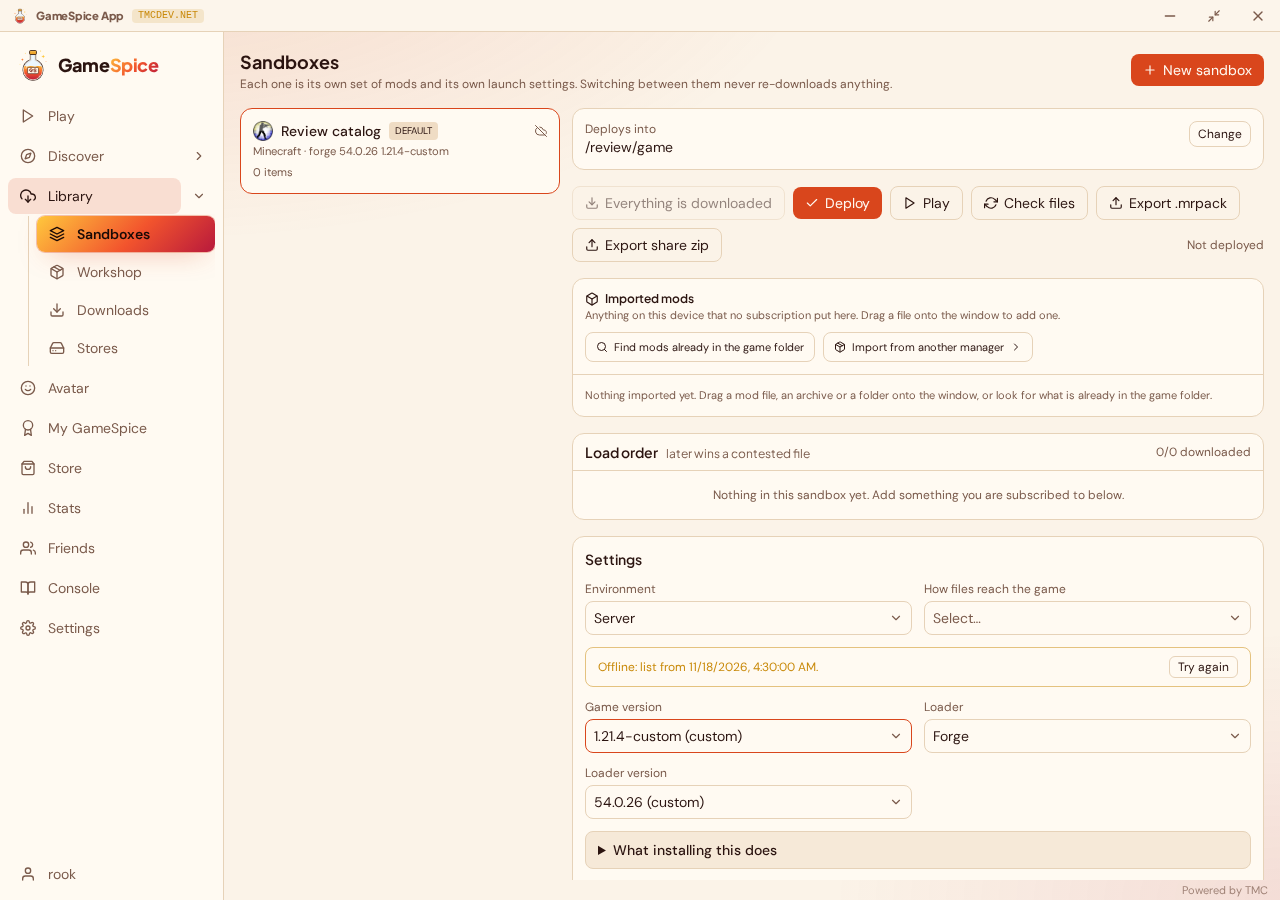 GameSpice App TMCDEV.NET
GameSpice
Play
Discover
Library
Sandboxes
Workshop
Downloads
Stores
Avatar
My GameSpice
Store
Stats
Friends
Console
Settings
rook
Sandboxes
Each one is its own set of mods and its own launch settings. Switching between them never re-downloads anything.
New sandbox
Review catalog DEFAULT
Minecraft · forge 54.0.26 1.21.4-custom
0 items
Deploys into
/review/game
Change
Everything is downloaded
Deploy
Play
Check files
Export .mrpack
Export share zip
Not deployed
Imported mods
Anything on this device that no subscription put here. Drag a file onto the window to add one.
Find mods already in the game folder
Import from another manager
Nothing imported yet. Drag a mod file, an archive or a folder onto the window, or look for what is already in the game folder.
Load order later wins a contested file
0/0 downloaded
Nothing in this sandbox yet. Add something you are subscribed to below.
Settings
Environment
Server
How files reach the game
Select...
Offline: list from 11/18/2026, 4:30:00 AM.
Try again
Game version
1.21.4-custom (custom)
Loader
Forge
Loader version
54.0.26 (custom)
What installing this does
Powered by TMC